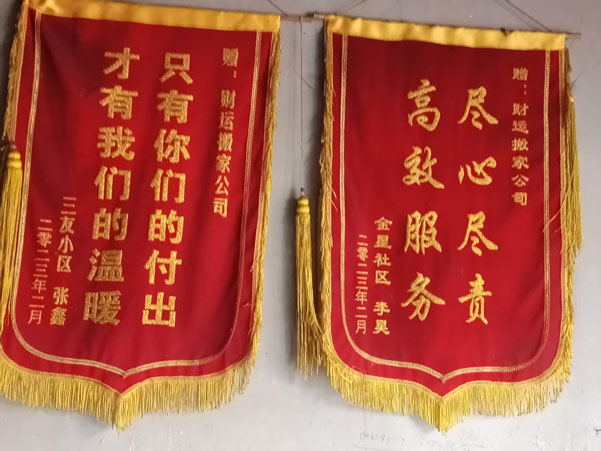 赠：财运搬家公司
只有你们的付出
才有我们的温暖
三友小区 张鑫
二零二三年二月
赠：财运搬家公司
尽心尽责
高效服务
金星社区 李昊
二零二三年二月